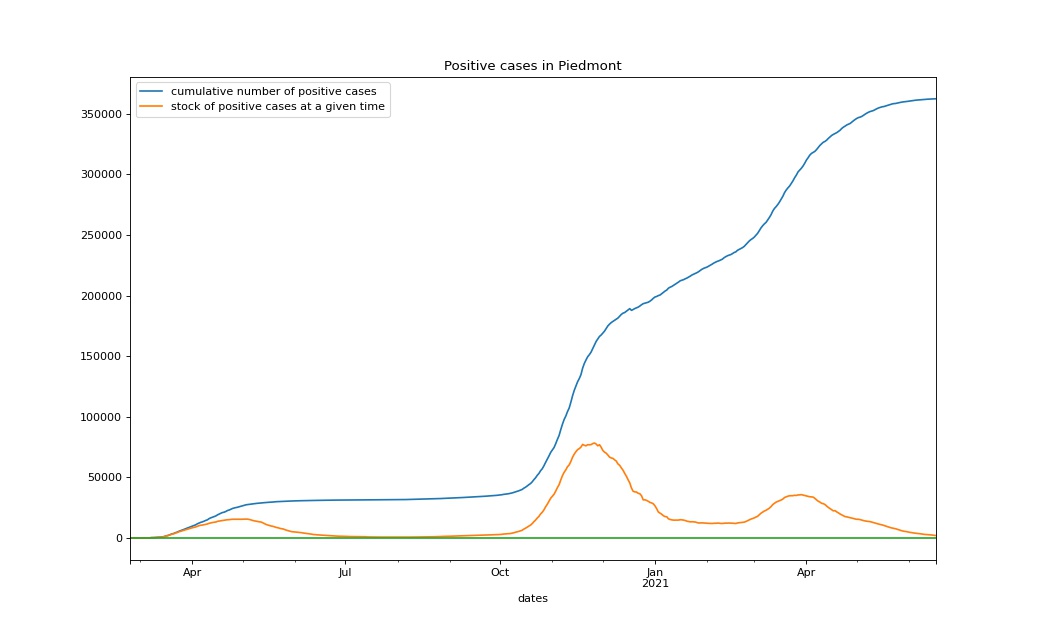 Positive cases in Piedmont
cumulative number of positive cases
stock of positive cases at a given time
350000
300000
250000
200000
150000
100000
50000
0
Apr Jul Oct Jan Apr
2021
dates